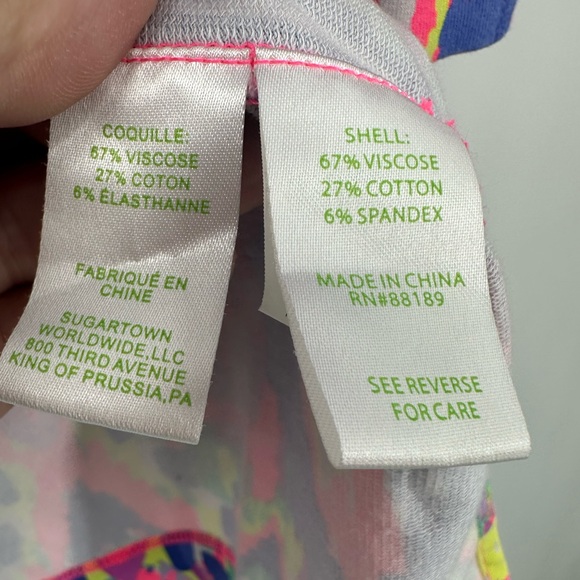 COQUILLE:
67% VISCOSE
27% COTON
6% ÉLASTHANNE
FABRIQUÉ EN
CHINE
SUGARTOWN
WORLDWIDE, LLC
800 THIRD AVENUE
KING OF PRUSSIA, PA
SHELL:
67% VISCOSE
27% COTTON
6% SPANDEX
MADE IN CHINA
RN#88189
SEE REVERSE
FOR CARE